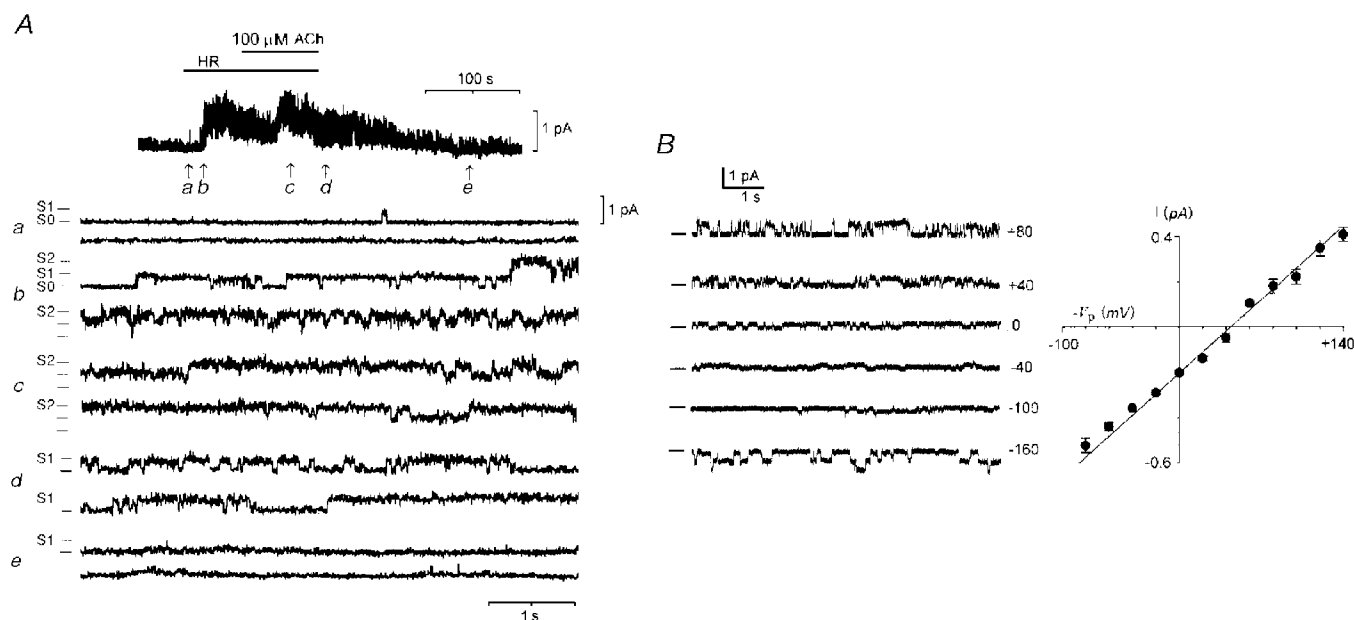 A
100 µM ACh
HR
100 s
1 pA
a b c d e
S1
S0
1 pA
a
S2
S1
S0
b
S2
S2
c
S2
S1
d
S1
S1
e
1 s
B
1 pA
1 s
+80
+40
0
-40
-100
-160
I (pA)
0.4
-Vp (mV)
-100
+140
-0.6